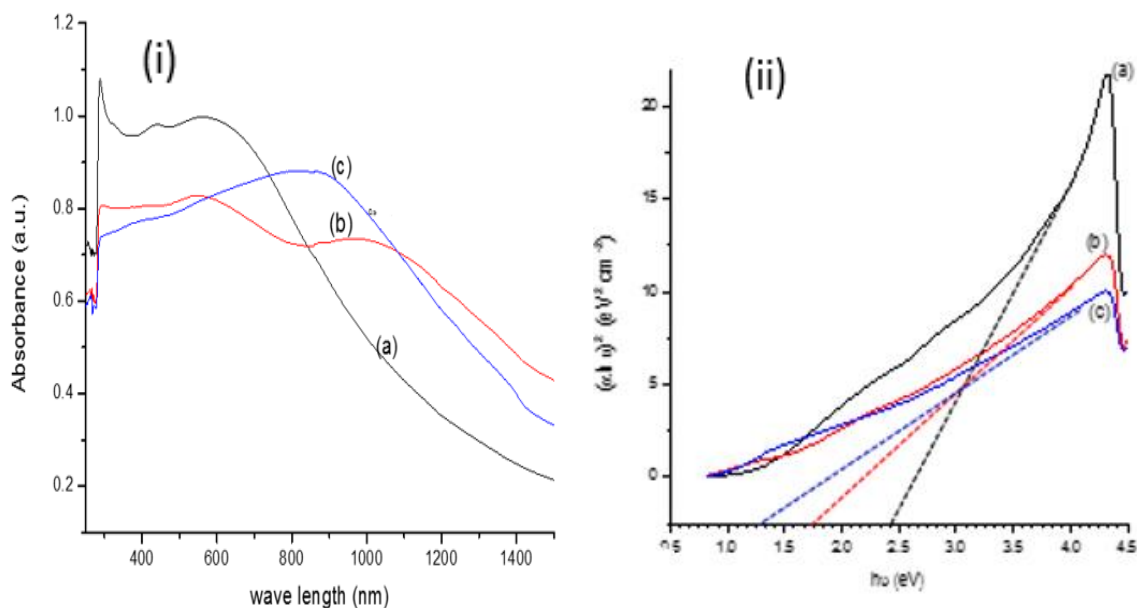 (i)
1.2
1.0
0.8
0.6
0.4
0.2
Absorbance (a.u.)
(c)
(b)
(a)
400 600 800 1000 1200 1400
wave length (nm)
(ii)
20
15
10
5
0
(a)
(b)
(c)
1.0 1.5 2.0 2.5 3.0 3.5 4.0 4.5
hυ (eV)